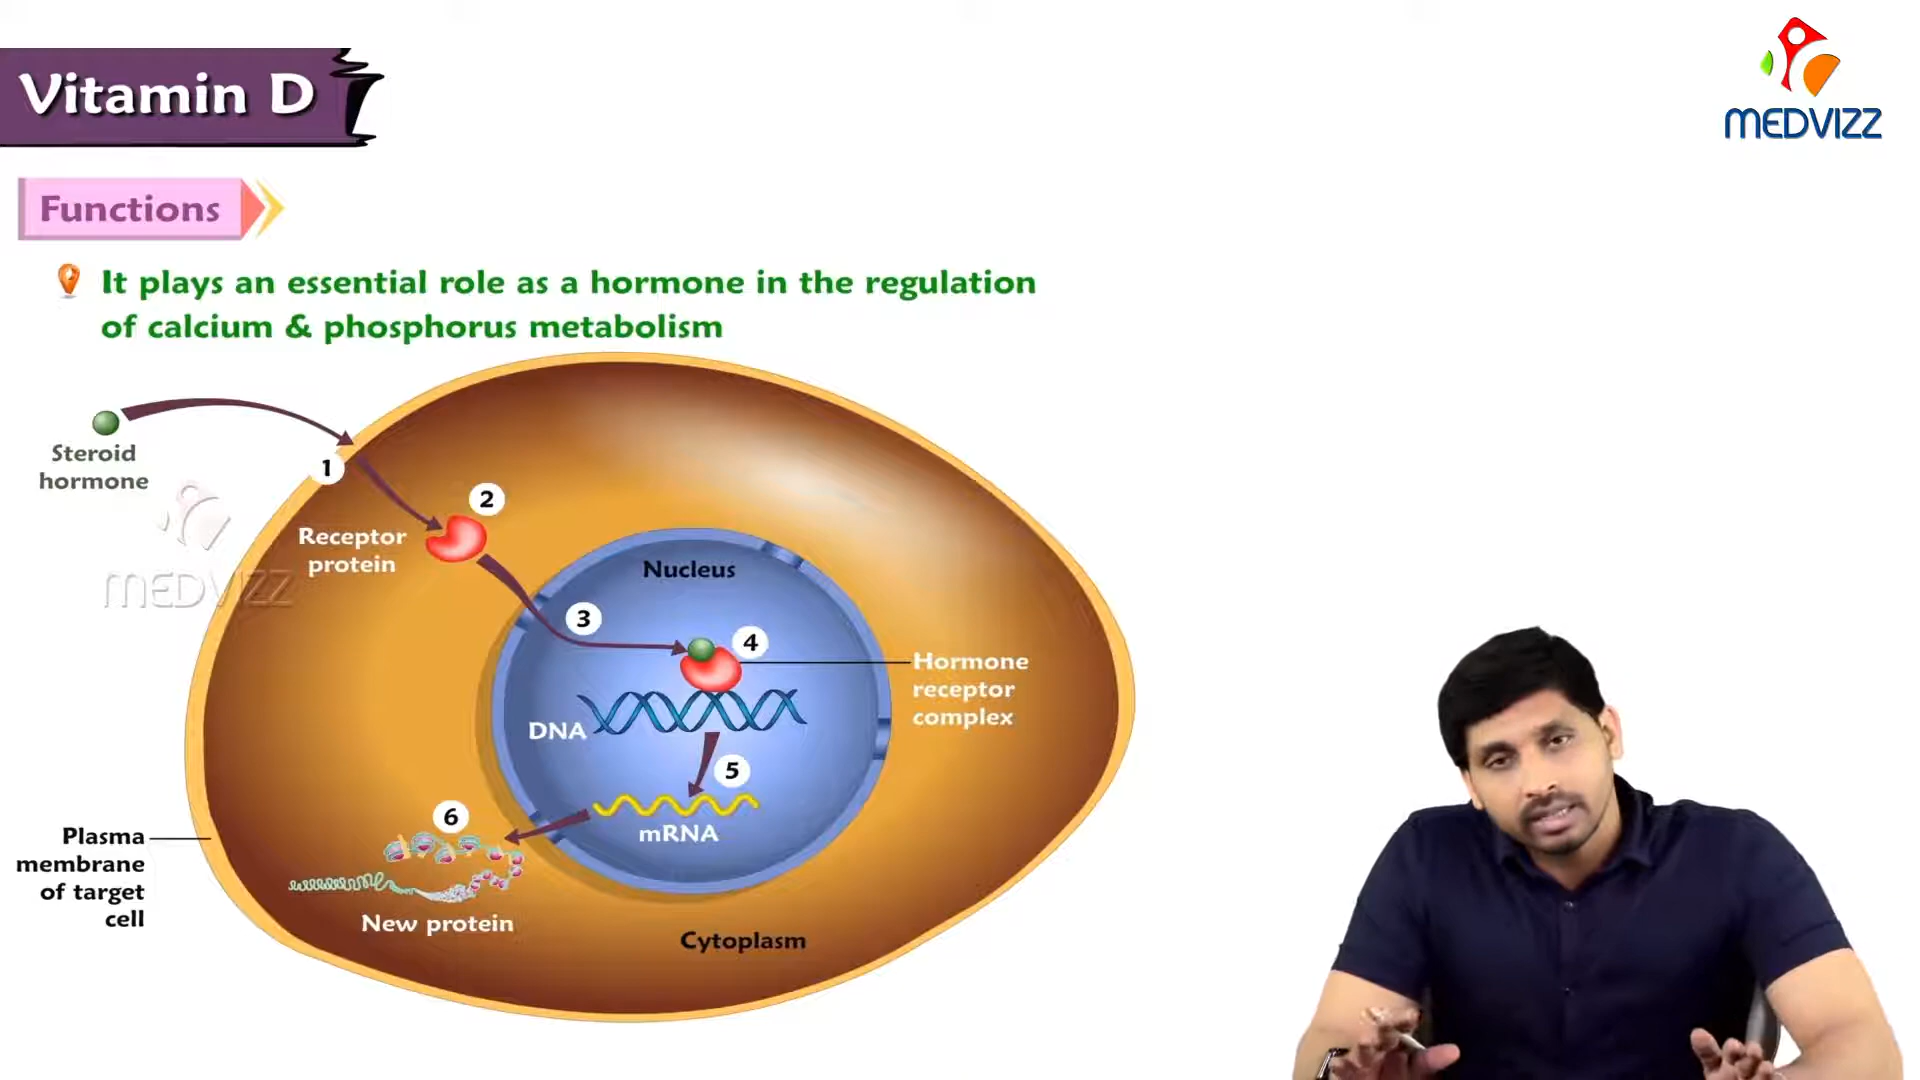 Vitamin D
MEDVIZZ
Functions
It plays an essential role as a hormone in the regulation
of calcium & phosphorus metabolism
Steroid
hormone
1
2
Receptor
protein
MEDVIZZ
Nucleus
3
4
Hormone
receptor
complex
DNA
5
mRNA
6
New protein
Plasma
membrane
of target
cell
Cytoplasm